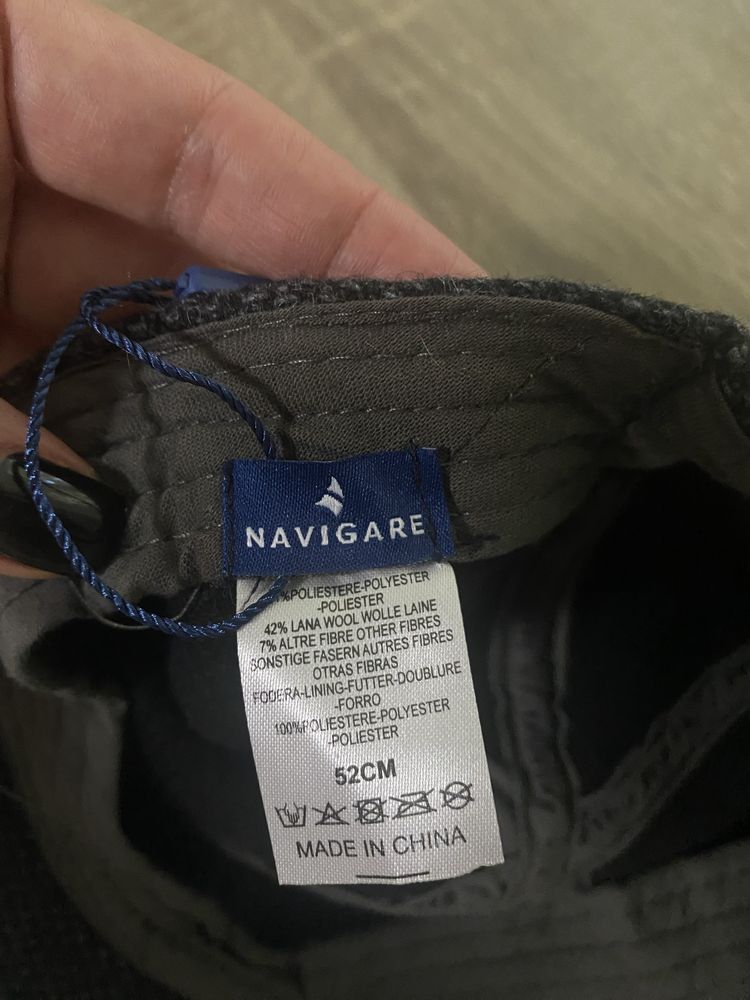 NAVIGARE
%POLIESTERE-POLYESTER
-POLIESTER
42% LANA WOOL WOLLE LAINE
7% ALTRE FIBRE OTHER FIBRES
SONSTIGE FASERN AUTRES FIBRES
OTRAS FIBRAS
FODERA-LINING-FUTTER-DOUBLURE
-FORRO
100%POLIESTERE-POLYESTER
-POLIESTER
52CM
MADE IN CHINA